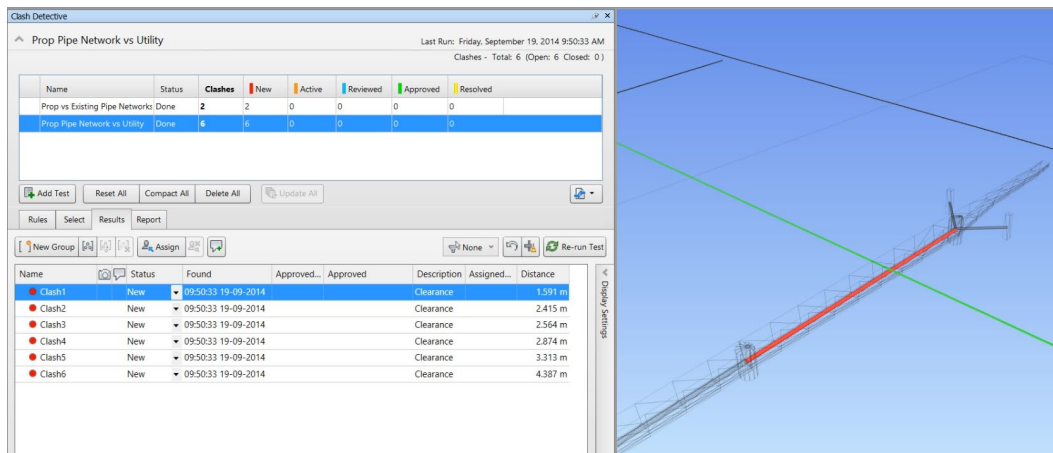 Clash Detective
Prop Pipe Network vs Utility
Last Run: Friday, September 19, 2014 9:50:33 AM
Clashes - Total: 6 (Open: 6 Closed: 0)
Name Status Clashes New Active Reviewed Approved Resolved
Prop vs Existing Pipe Networks Done 2 2 0 0 0 0
Prop Pipe Network vs Utility Done 6 6 0 0 0 0
Add Test Reset All Compact All Delete All Update All
Rules Select Results Report
New Group Assign None Re-run Test
Name Status Found Approved... Approved Description Assigned... Distance
Clash1 New 09:50:33 19-09-2014 Clearance 1.591 m
Clash2 New 09:50:33 19-09-2014 Clearance 2.415 m
Clash3 New 09:50:33 19-09-2014 Clearance 2.564 m
Clash4 New 09:50:33 19-09-2014 Clearance 2.874 m
Clash5 New 09:50:33 19-09-2014 Clearance 3.313 m
Clash6 New 09:50:33 19-09-2014 Clearance 4.387 m
Display Settings